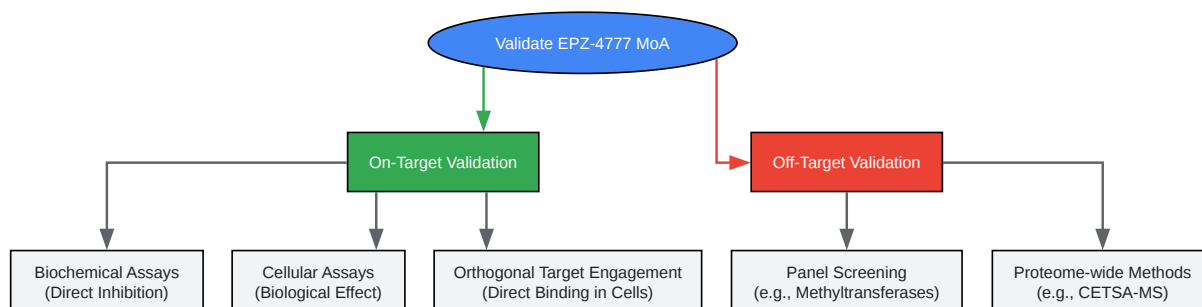 Validate EPZ-4777 MoA
On-Target Validation
Off-Target Validation
Biochemical Assays
(Direct Inhibition)
Cellular Assays
(Biological Effect)
Orthogonal Target Engagement
(Direct Binding in Cells)
Panel Screening
(e.g., Methyltransferases)
Proteome-wide Methods
(e.g., CETSA-MS)